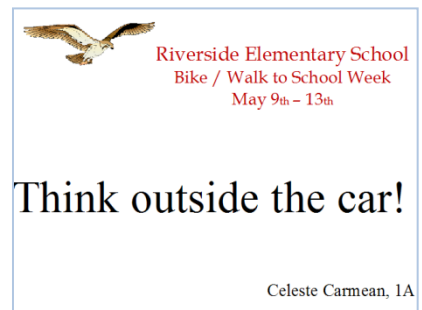 Riverside Elementary School
Bike / Walk to School Week
May 9th – 13th
Think outside the car!
Celeste Carmean, 1A